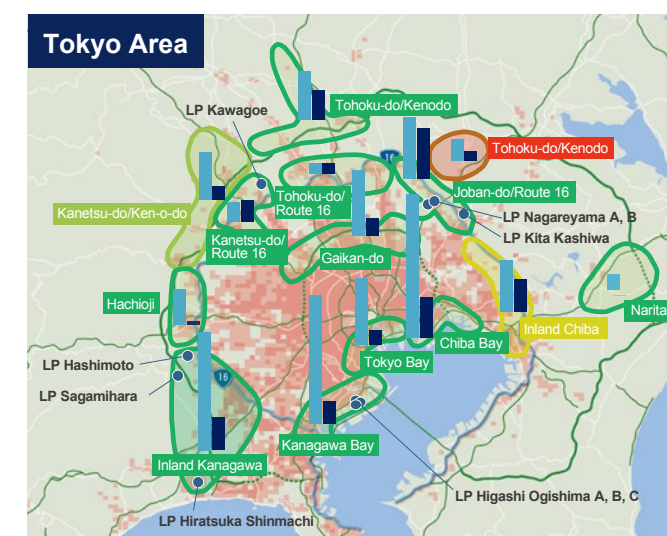 Tokyo Area
Tohoku-do/Kenodo
LP Kawagoe
16
Tohoku-do/Kenodo
Joban-do/Route 16
Tohoku-do/
Route 16
Kanetsu-do/Ken-o-do
LP Nagareyama A, B
Kanetsu-do/
Route 16
LP Kita Kashiwa
Gaikan-do
Hachioji
Narita
Inland Chiba
Chiba Bay
Tokyo Bay
LP Hashimoto
16
LP Sagamihara
Kanagawa Bay
Inland Kanagawa
LP Higashi Ogishima A, B, C
LP Hiratsuka Shinmachi